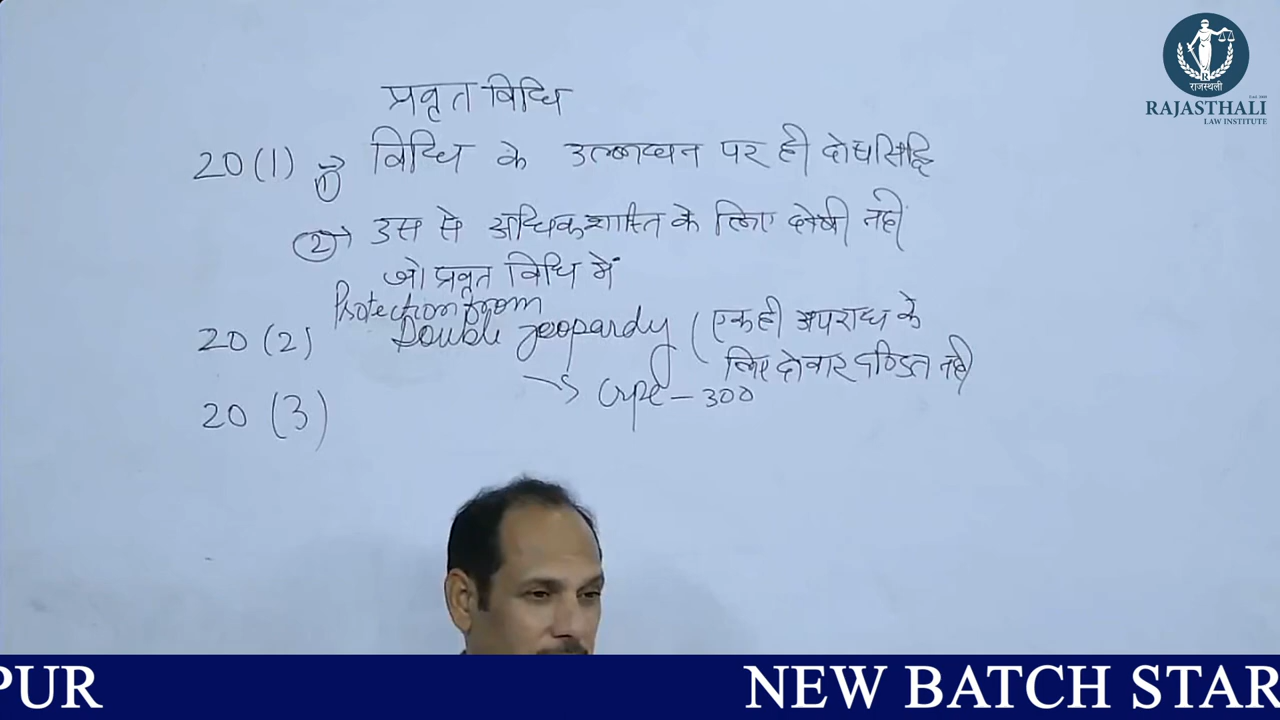 प्रवृत विधि
20(1) ① विधि के उल्लंघन पर ही दोषसिद्धि
② उस से अधिक शास्ति के लिए दोषी नहीं
जो प्रवृत विधि में
Protection from
20 (2) Double Jeopardy ( एक ही अपराध के
लिए दो बार दण्डित नहीं
CrPC - 300
20 (3)
राजस्थली
RAJASTHALI
LAW INSTITUTE
PUR NEW BATCH STAR